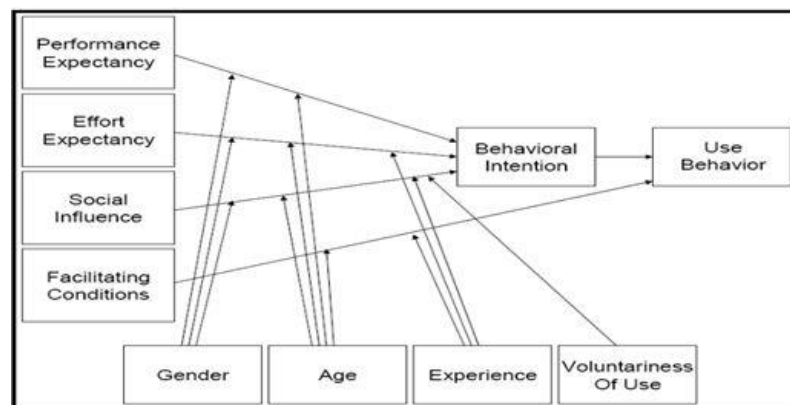 Performance
Expectancy
Effort
Expectancy
Behavioral
Intention
Use
Behavior
Social
Influence
Facilitating
Conditions
Gender
Age
Experience
Voluntariness
Of Use